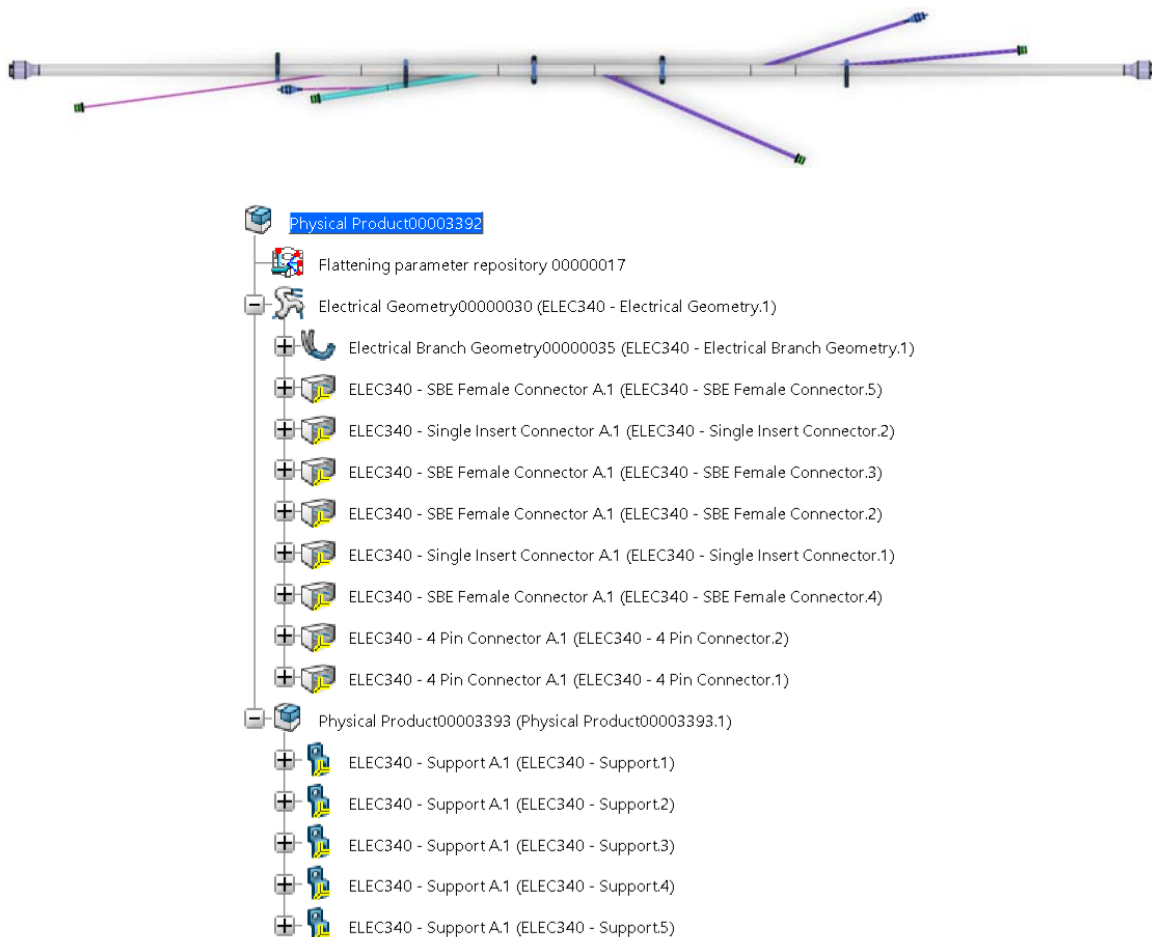 Physical Product00003392
Flattening parameter repository 00000017
Electrical Geometry00000030 (ELEC340 - Electrical Geometry.1)
Electrical Branch Geometry00000035 (ELEC340 - Electrical Branch Geometry.1)
ELEC340 - SBE Female Connector A.1 (ELEC340 - SBE Female Connector.5)
ELEC340 - Single Insert Connector A.1 (ELEC340 - Single Insert Connector.2)
ELEC340 - SBE Female Connector A.1 (ELEC340 - SBE Female Connector.3)
ELEC340 - SBE Female Connector A.1 (ELEC340 - SBE Female Connector.2)
ELEC340 - Single Insert Connector A.1 (ELEC340 - Single Insert Connector.1)
ELEC340 - SBE Female Connector A.1 (ELEC340 - SBE Female Connector.4)
ELEC340 - 4 Pin Connector A.1 (ELEC340 - 4 Pin Connector.2)
ELEC340 - 4 Pin Connector A.1 (ELEC340 - 4 Pin Connector.1)
Physical Product00003393 (Physical Product00003393.1)
ELEC340 - Support A.1 (ELEC340 - Support.1)
ELEC340 - Support A.1 (ELEC340 - Support.2)
ELEC340 - Support A.1 (ELEC340 - Support.3)
ELEC340 - Support A.1 (ELEC340 - Support.4)
ELEC340 - Support A.1 (ELEC340 - Support.5)